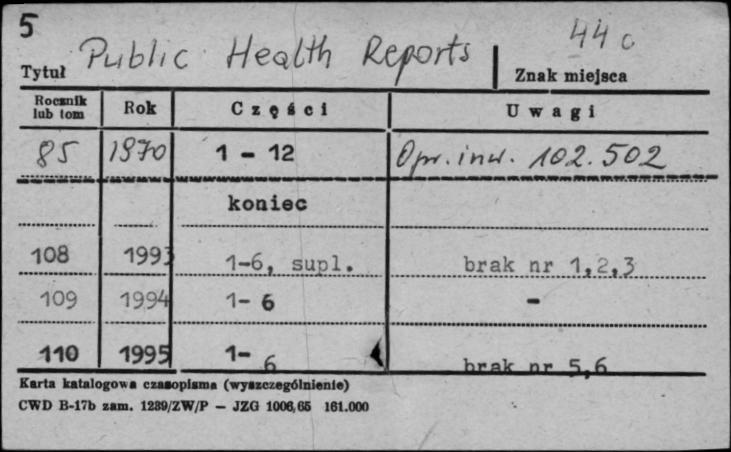 5
Tytuł Public Health Reports 44c
Znak miejsca
Rocznik lub tom Rok Części Uwagi
85 1970 1 - 12 Opr. inw. 102.502
koniec
108 1993 1-6, supl. brak nr 1,2,3
109 1994 1- 6 -
110 1995 1- 6 brak nr 5,6
Karta katalogowa czasopisma (wyszczególnienie)
CWD B-17b zam. 1239/ZW/P — JZG 1006/65 161.000